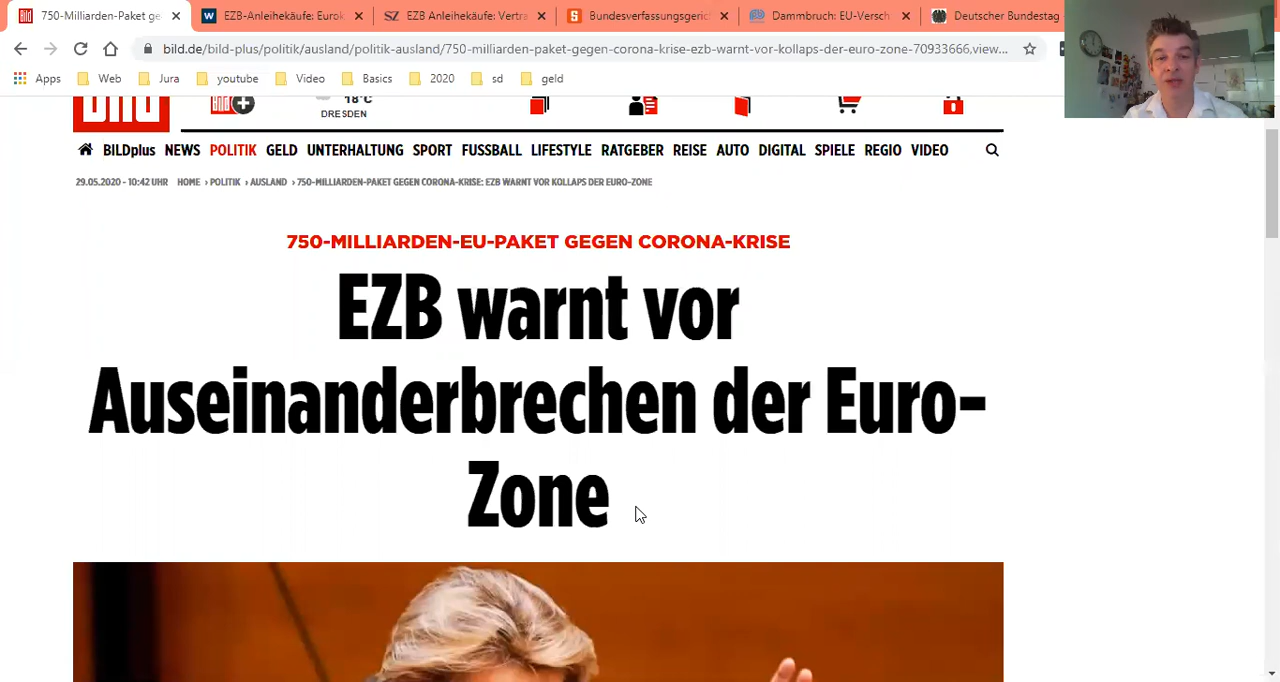 750-Milliarden-Paket ge
EZB-Anleihekäufe: Eurok
EZB Anleihekäufe: Vertra
Bundesverfassungsgeric
Dammbruch: EU-Versch
Deutscher Bundestag
bild.de/bild-plus/politik/ausland/politik-ausland/750-milliarden-paket-gegen-corona-krise-ezb-warnt-vor-kollaps-der-euro-zone-70933666,view...
Apps Web Jura youtube Video Basics 2020 sd geld
18°C
DRESDEN
BILDplus NEWS POLITIK GELD UNTERHALTUNG SPORT FUSSBALL LIFESTYLE RATGEBER REISE AUTO DIGITAL SPIELE REGIO VIDEO
29.05.2020 - 10:42 UHR HOME › POLITIK › AUSLAND › 750-MILLIARDEN-PAKET GEGEN CORONA-KRISE: EZB WARNT VOR KOLLAPS DER EURO-ZONE
750-MILLIARDEN-EU-PAKET GEGEN CORONA-KRISE
EZB warnt vor
Auseinanderbrechen der Euro-
Zone